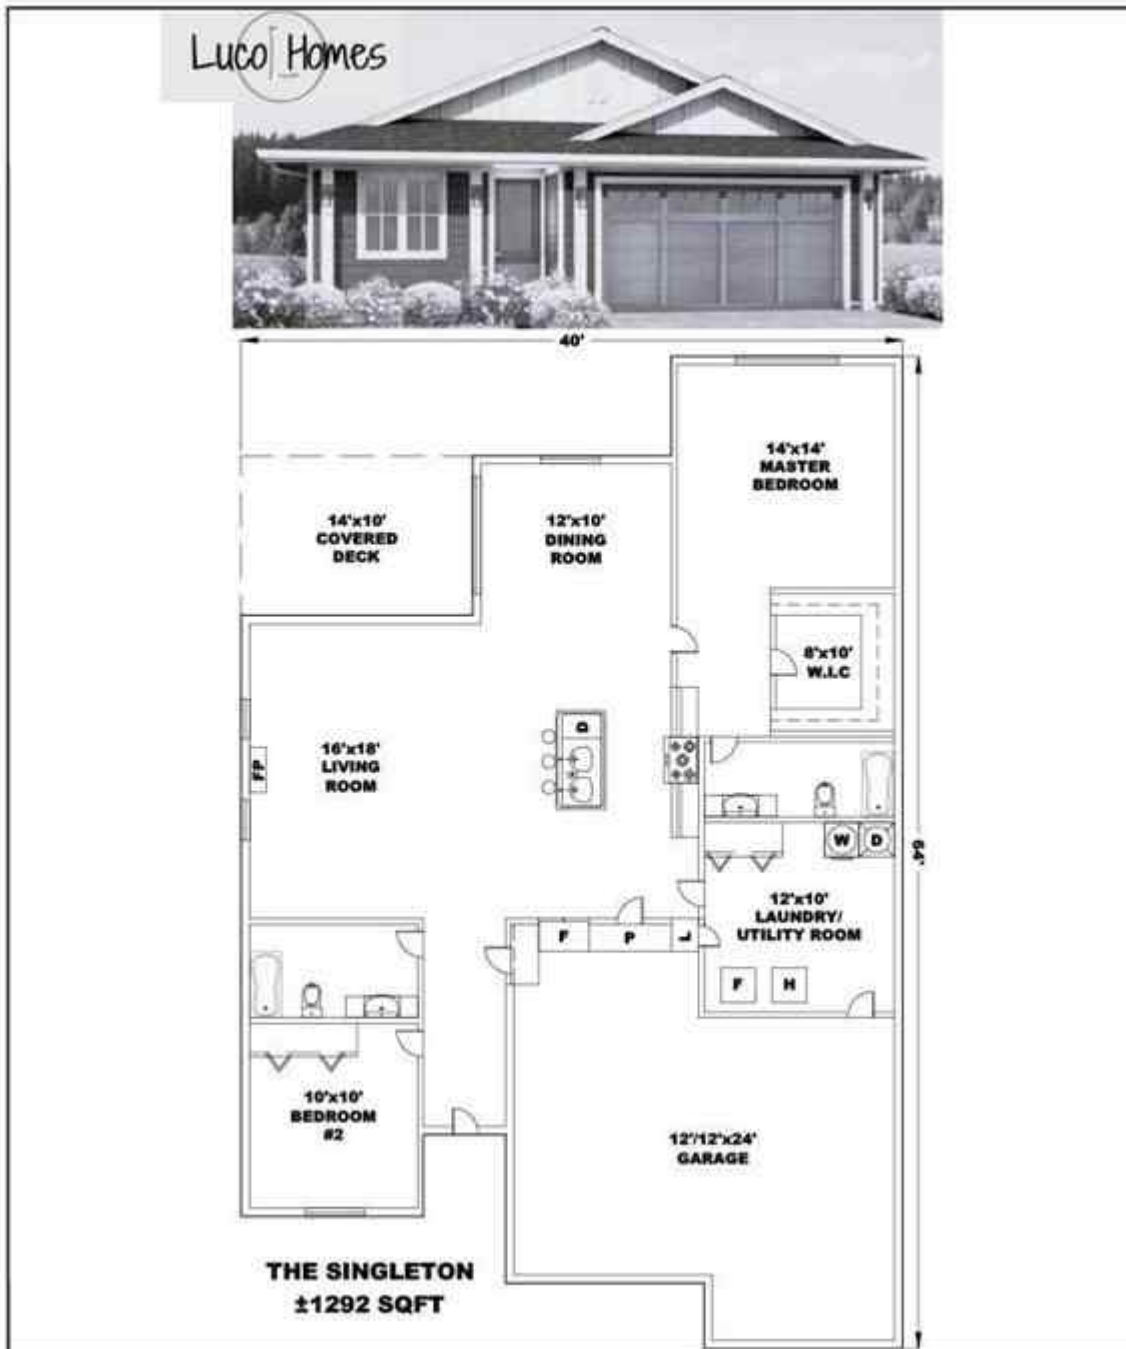 Luco Homes
40'
14'x14'
MASTER
BEDROOM
14'x10'
COVERED
DECK
12'x10'
DINING
ROOM
8'x10'
W.I.C
D
16'x18'
LIVING
ROOM
FP
W
D
64'
12'x10'
LAUNDRY/
UTILITY ROOM
F
P
L
F
H
10'x10'
BEDROOM
#2
12'/12'x24'
GARAGE
THE SINGLETON
±1292 SQFT